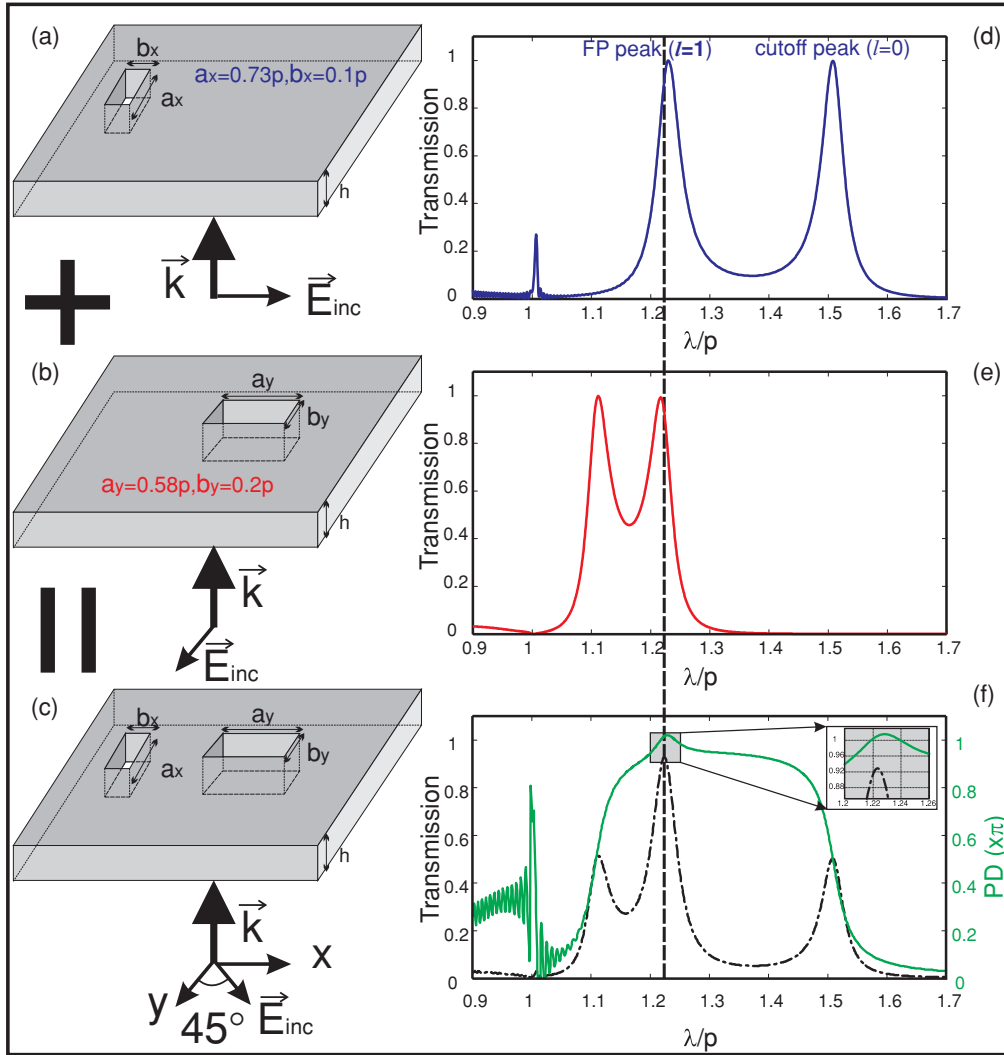 (a)
bx
ax=0.73p,bx=0.1p
ax
h
k
Einc
(b)
ay
by
ay=0.58p,by=0.2p
h
k
Einc
(c)
bx
ay
by
ax
h
k
x
y
45°
Einc
(d)
FP peak (l=1)
cutoff peak (l=0)
Transmission
1
0.8
0.6
0.4
0.2
0
0.9 1 1.1 1.2 1.3 1.4 1.5 1.6 1.7
λ/p
(e)
Transmission
1
0.8
0.6
0.4
0.2
0
0.9 1 1.1 1.2 1.3 1.4 1.5 1.6 1.7
λ/p
(f)
Transmission
1
0.8
0.6
0.4
0.2
0
0.9 1 1.1 1.2 1.3 1.4 1.5 1.6 1.7
λ/p
1
0.96
0.92
0.88
1.2 1.22 1.24 1.26
1
0.8
0.6
0.4
0.2
0
PD (xπ)